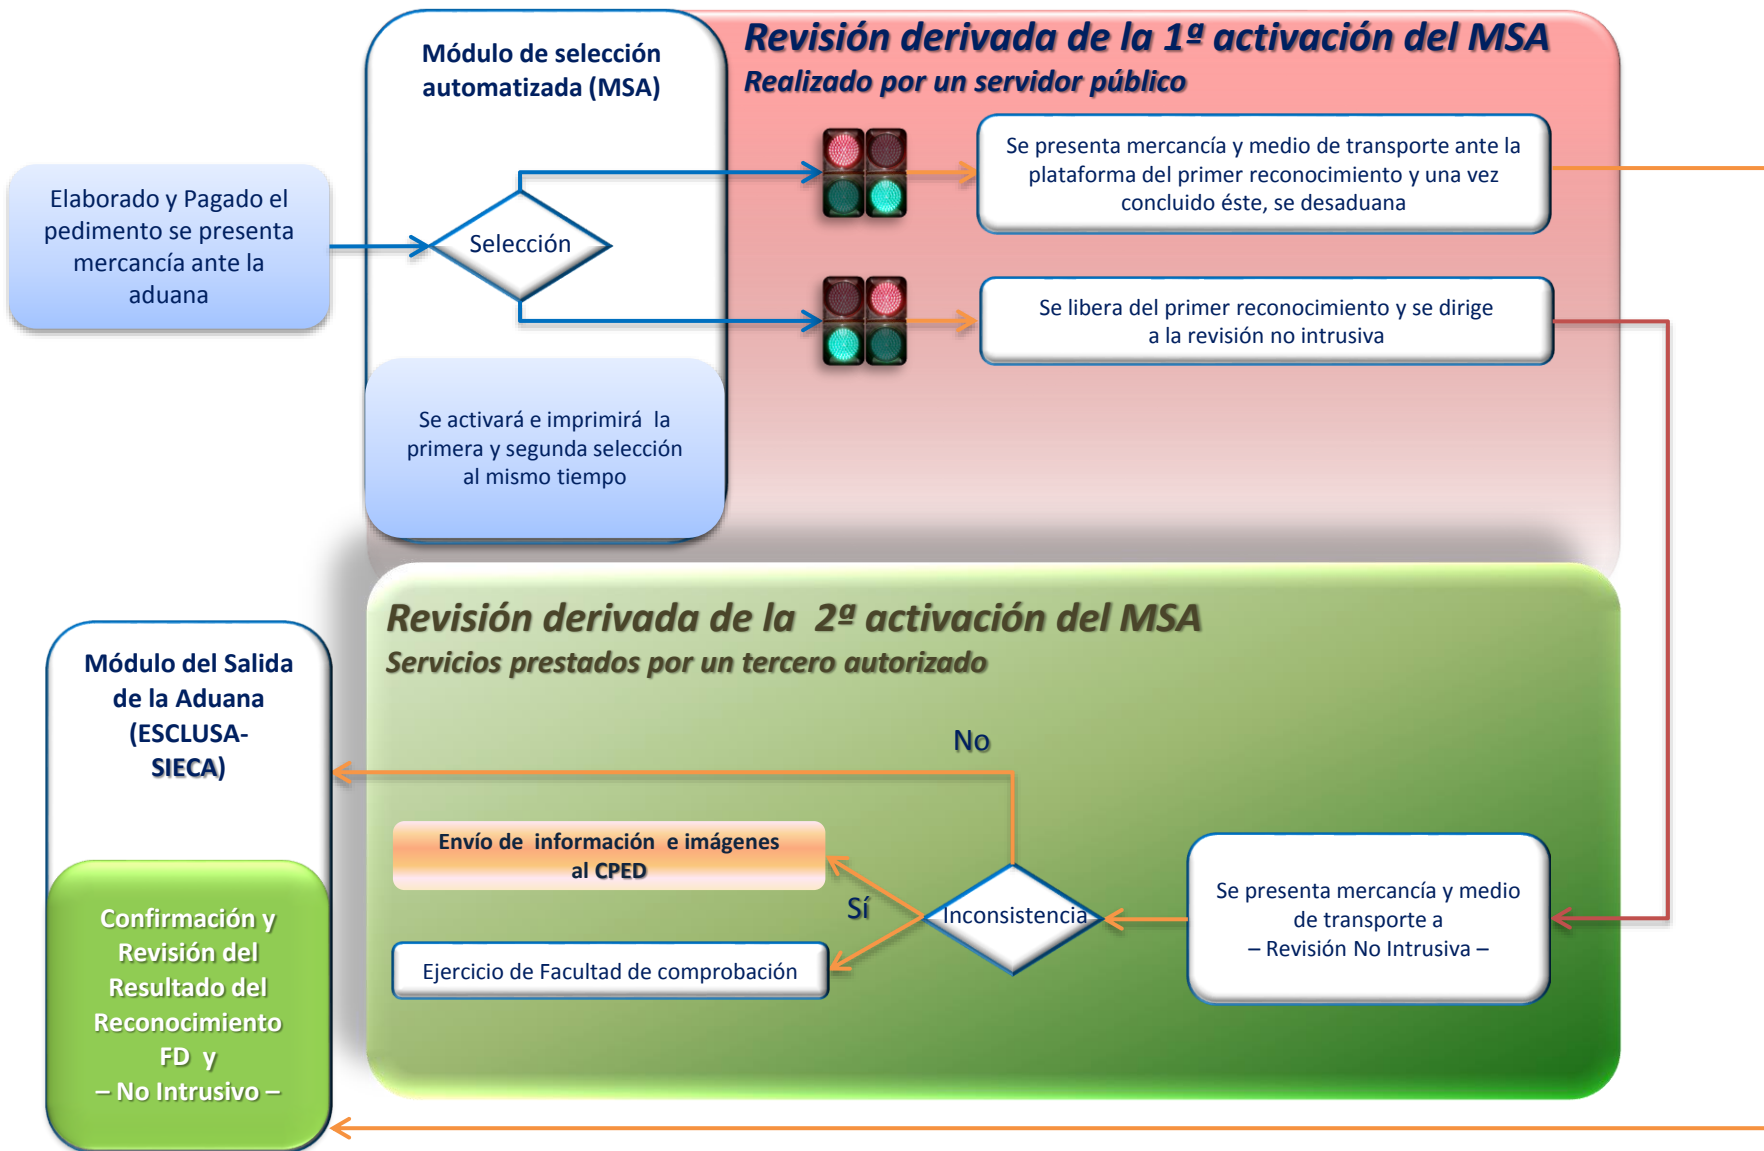 Módulo de selección
automatizada (MSA)
Revisión derivada de la 1ª activación del MSA
Realizado por un servidor público
Elaborado y Pagado el
pedimento se presenta
mercancía ante la
aduana
Selección
Se presenta mercancía y medio de transporte ante la
plataforma del primer reconocimiento y una vez
concluido éste, se desaduana
Se libera del primer reconocimiento y se dirige
a la revisión no intrusiva
Se activará e imprimirá la
primera y segunda selección
al mismo tiempo
Revisión derivada de la 2ª activación del MSA
Servicios prestados por un tercero autorizado
Módulo del Salida
de la Aduana
(ESCLUSA-
SIECA)
No
Envío de información e imágenes
al CPED
Sí
Inconsistencia
Ejercicio de Facultad de comprobación
Se presenta mercancía y medio
de transporte a
– Revisión No Intrusiva –
Confirmación y
Revisión del
Resultado del
Reconocimiento
FD y
– No Intrusivo –